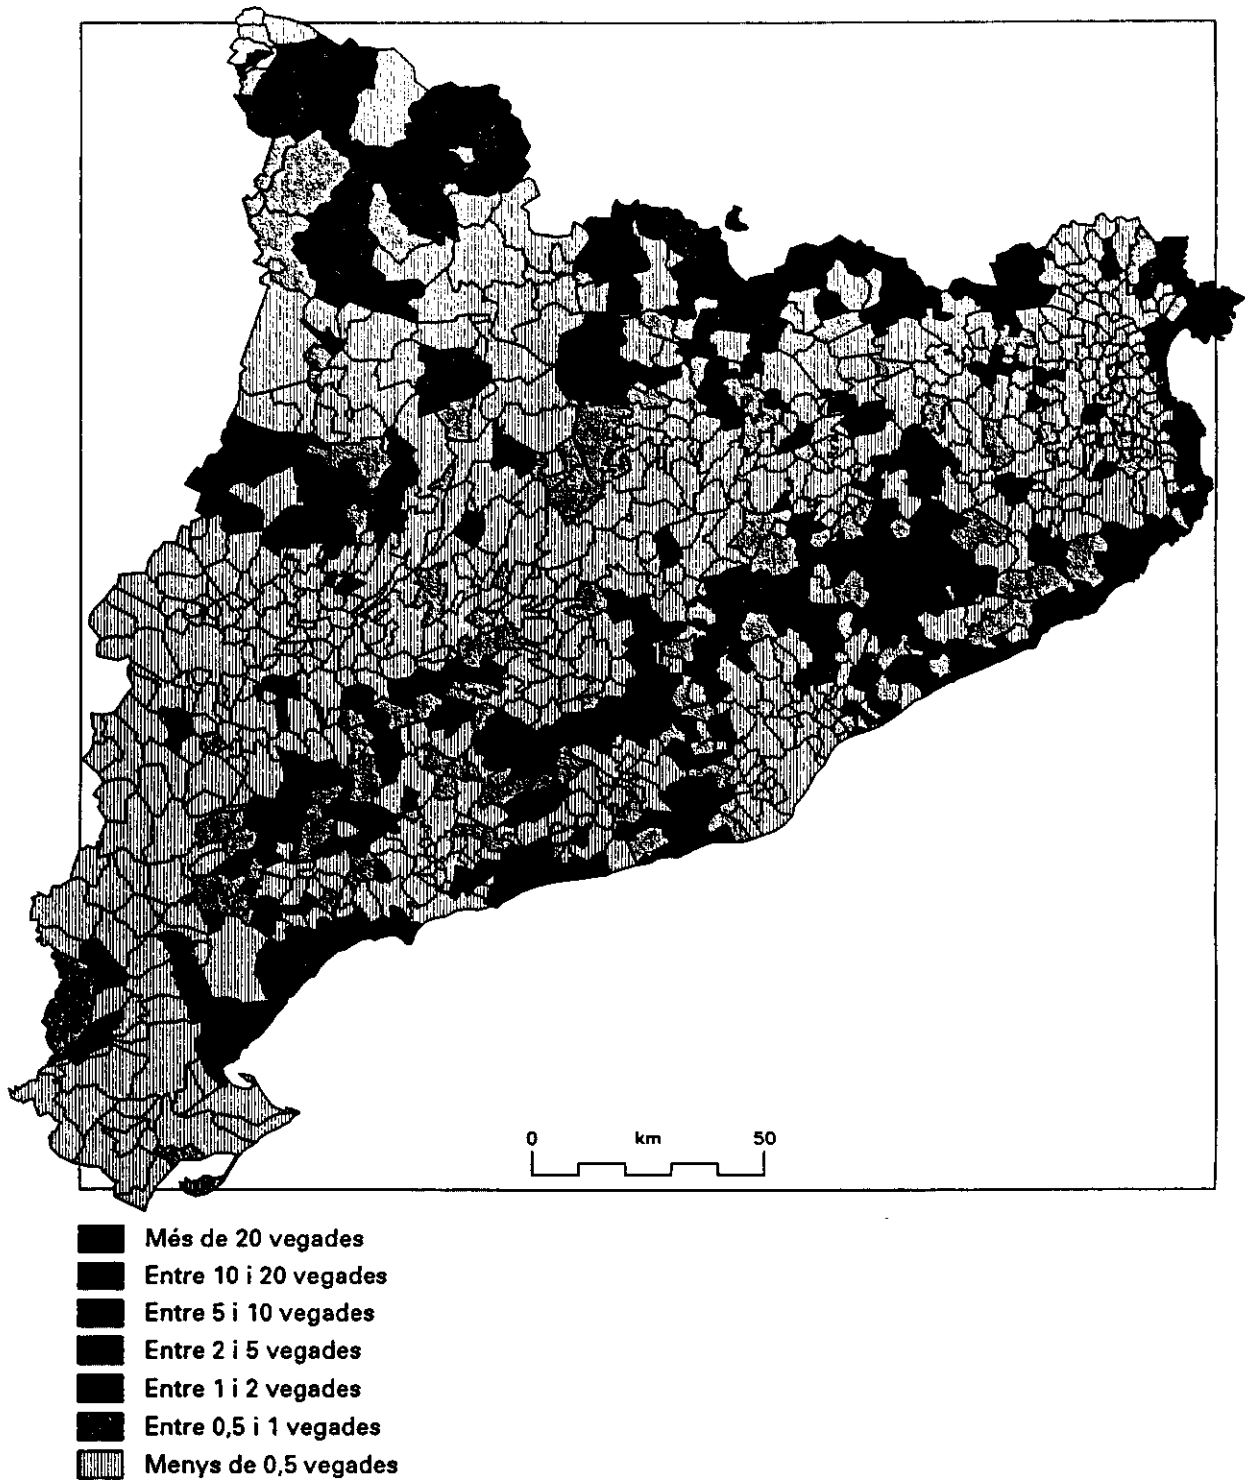 0 km 50
Més de 20 vegades
Entre 10 i 20 vegades
Entre 5 i 10 vegades
Entre 2 i 5 vegades
Entre 1 i 2 vegades
Entre 0,5 i 1 vegades
Menys de 0,5 vegades